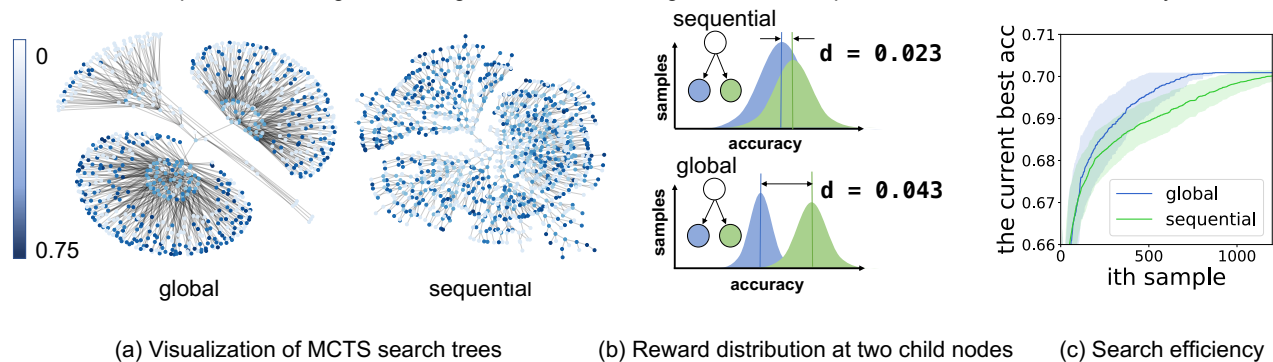 0
0.75
global
sequential
(a) Visualization of MCTS search trees
sequential
d = 0.023
samples
accuracy
global
d = 0.043
samples
accuracy
(b) Reward distribution at two child nodes
the current best acc
0.71
0.70
0.69
0.68
0.67
0.66
global
sequential
0
500
1000
ith sample
(c) Search efficiency